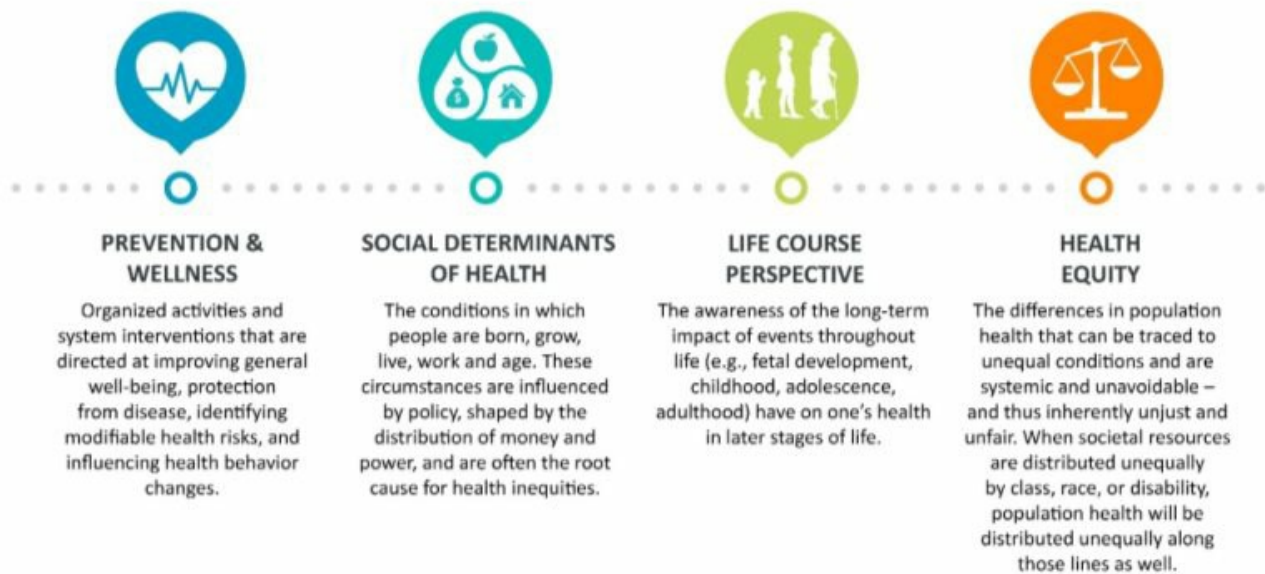 PREVENTION &
WELLNESS
Organized activities and
system interventions that are
directed at improving general
well-being, protection
from disease, identifying
modifiable health risks, and
influencing health behavior
changes.
SOCIAL DETERMINANTS
OF HEALTH
The conditions in which
people are born, grow,
live, work and age. These
circumstances are influenced
by policy, shaped by the
distribution of money and
power, and are often the root
cause for health inequities.
LIFE COURSE
PERSPECTIVE
The awareness of the long-term
impact of events throughout
life (e.g., fetal development,
childhood, adolescence,
adulthood) have on one's health
in later stages of life.
HEALTH
EQUITY
The differences in population
health that can be traced to
unequal conditions and are
systemic and unavoidable –
and thus inherently unjust and
unfair. When societal resources
are distributed unequally
by class, race, or disability,
population health will be
distributed unequally along
those lines as well.
$